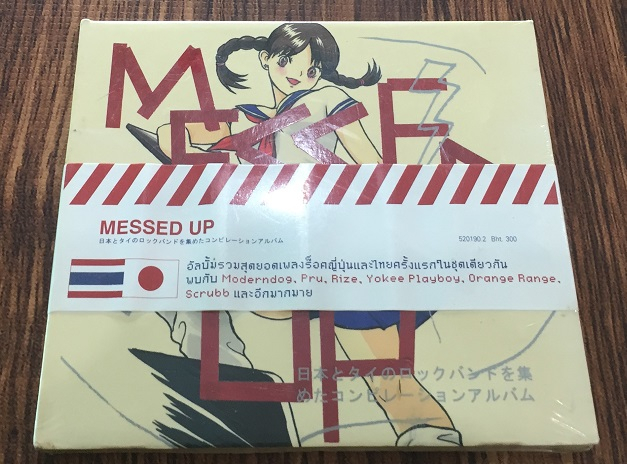 MESSED
MESSED UP
日本とタイのロックバンドを集めたコンピレーションアルバム
520190.2 Bht. 300
อัลบั้มรวมสุดยอดเพลงร็อคญี่ปุ่นและไทยครั้งแรกในชุดเดียวกัน
พบกับ Moderndog, Pru, Rize, Yokee Playboy, Orange Range,
Scrubb และอีกมากมาย
UP
日本とタイのロックバンドを集
めたコンピレーションアルバム